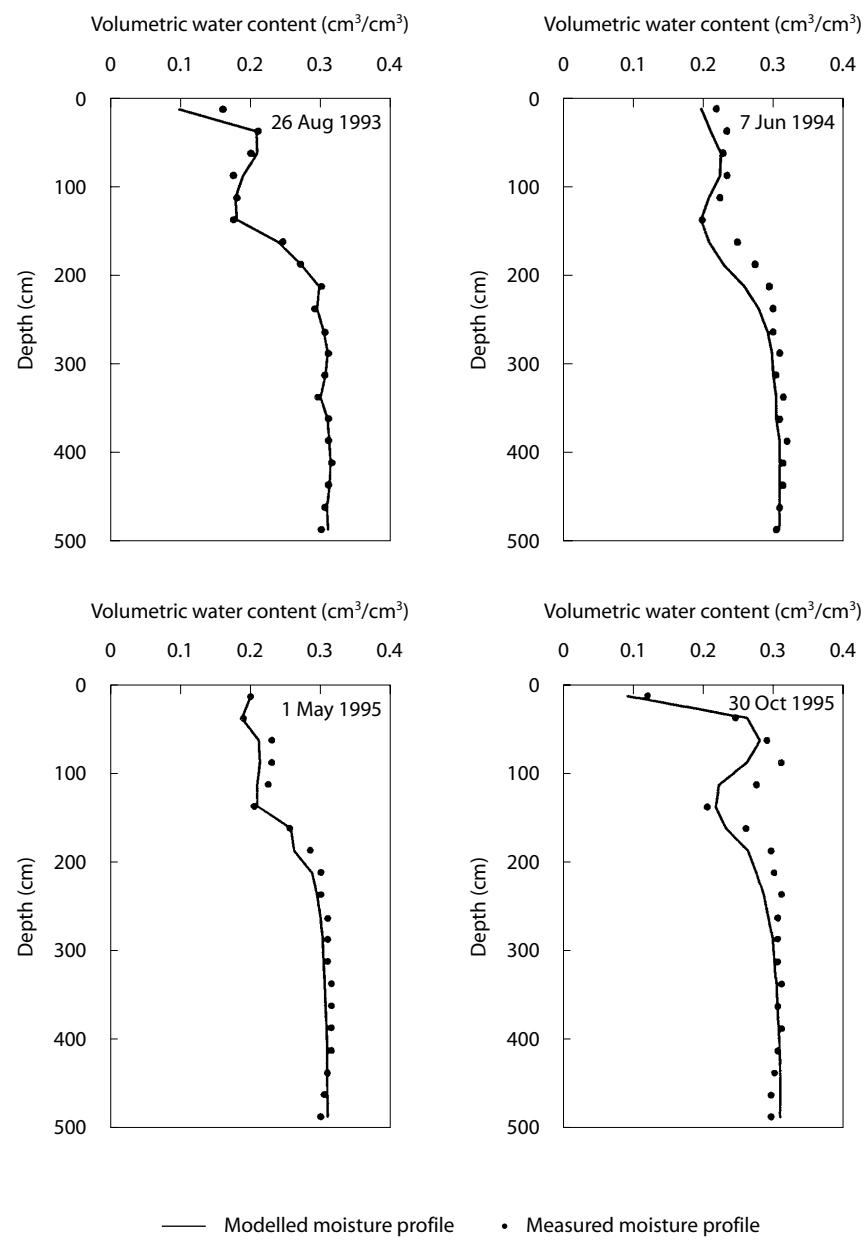 Volumetric water content (cm³/cm³) Volumetric water content (cm³/cm³)
0 0.1 0.2 0.3 0.4 0 0.1 0.2 0.3 0.4
0 0
26 Aug 1993 7 Jun 1994
100 100
200 200
Depth (cm) Depth (cm)
300 300
400 400
500 500
Volumetric water content (cm³/cm³) Volumetric water content (cm³/cm³)
0 0.1 0.2 0.3 0.4 0 0.1 0.2 0.3 0.4
0 0
1 May 1995 30 Oct 1995
100 100
200 200
Depth (cm) Depth (cm)
300 300
400 400
500 500
Modelled moisture profile Measured moisture profile